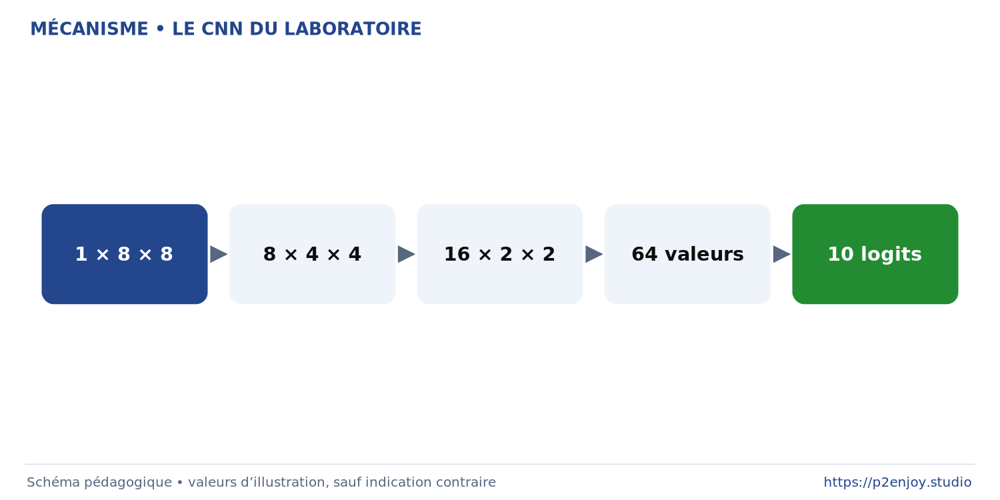 MÉCANISME • LE CNN DU LABORATOIRE
1 × 8 × 8
8 × 4 × 4
16 × 2 × 2
64 valeurs
10 logits
Schéma pédagogique • valeurs d’illustration, sauf indication contraire
https://p2enjoy.studio